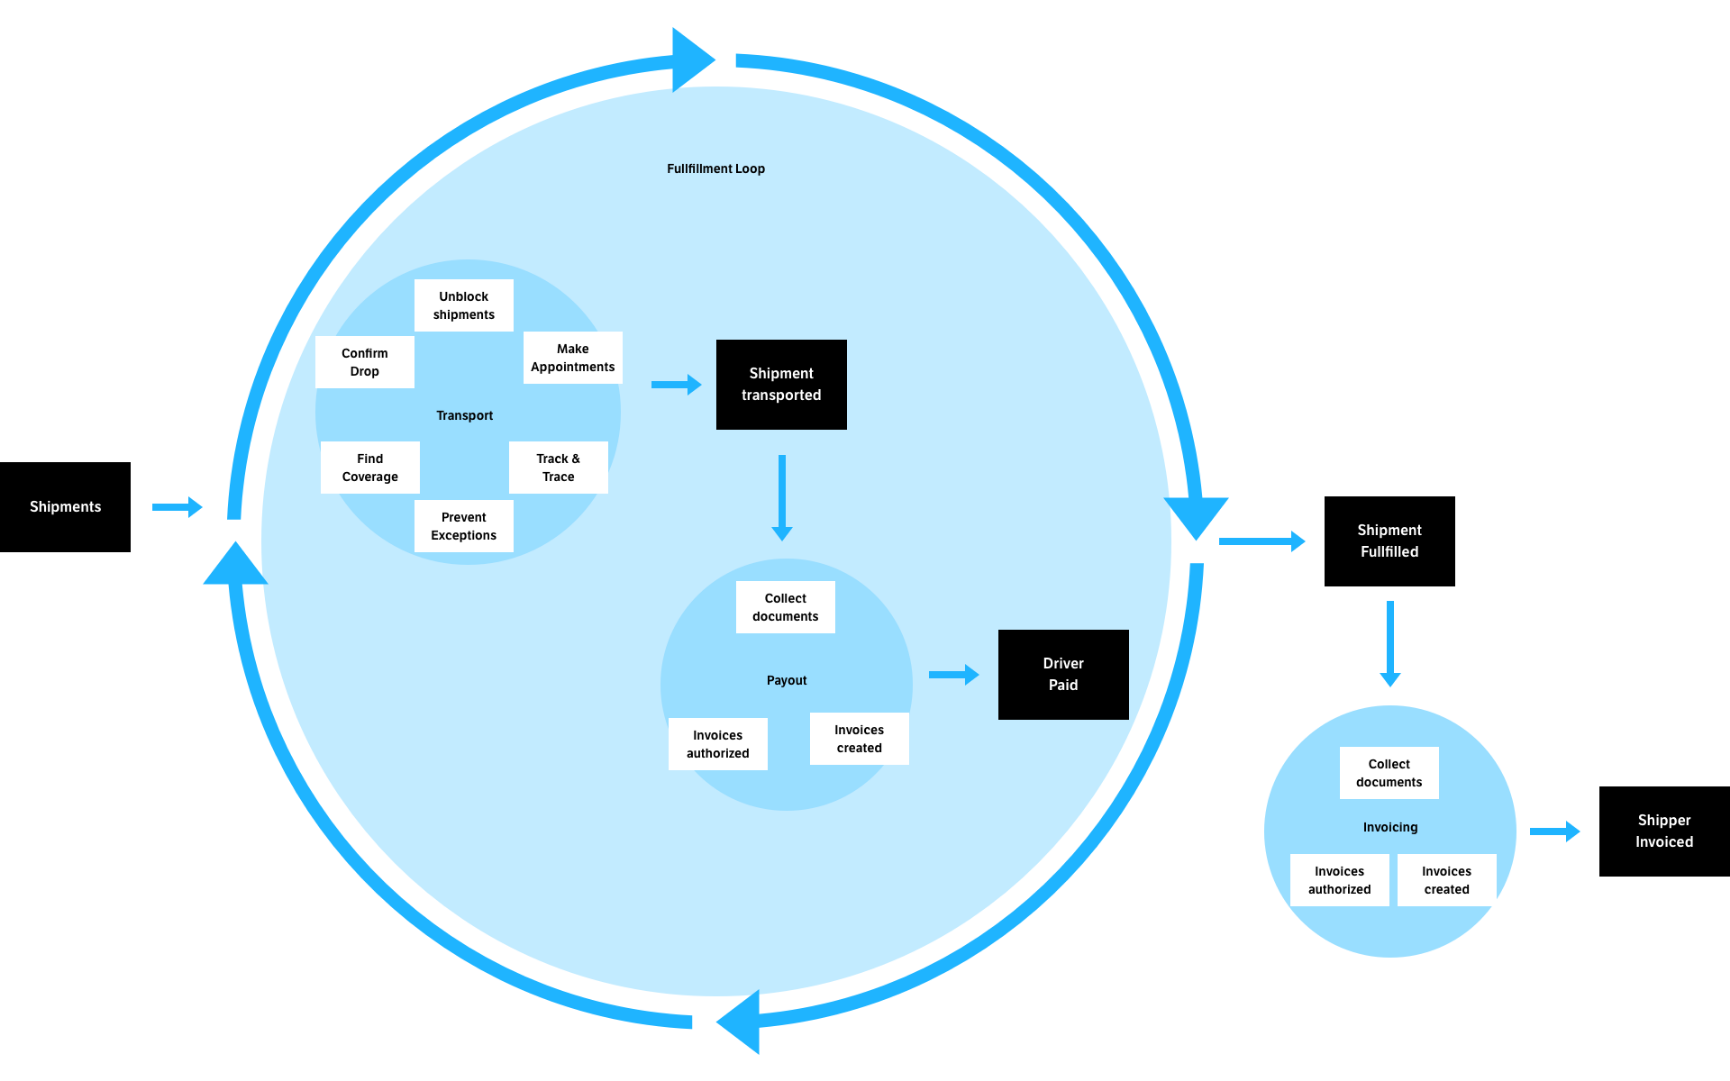 Fullfillment Loop
Unblock
shipments
Confirm
Drop
Make
Appointments
Transport
Find
Coverage
Track &
Trace
Prevent
Exceptions
Shipment
transported
Shipments
Shipment
Fullfilled
Collect
documents
Payout
Invoices
authorized
Invoices
created
Driver
Paid
Collect
documents
Invoicing
Invoices
authorized
Invoices
created
Shipper
Invoiced